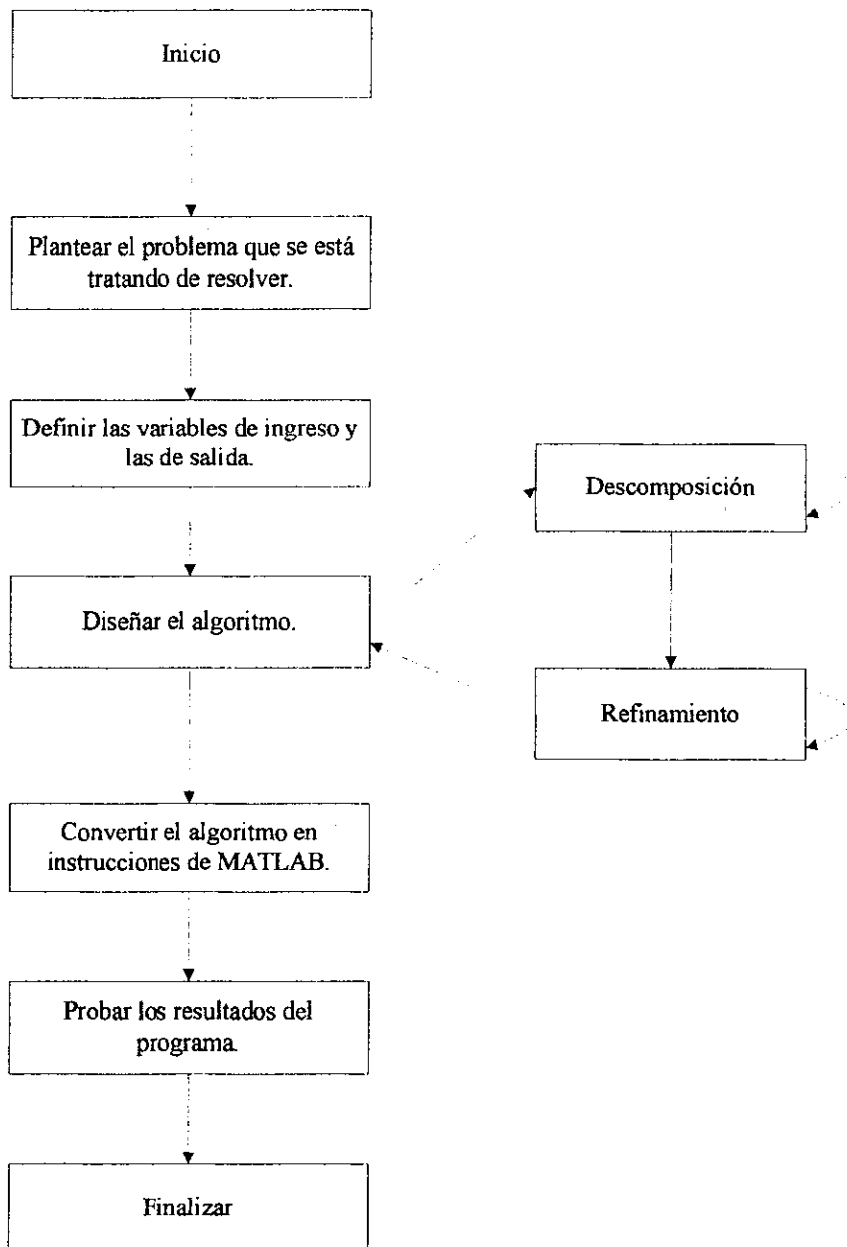 Inicio
Plantear el problema que se está
tratando de resolver.
Definir las variables de ingreso y
las de salida.
Descomposición
Diseñar el algoritmo.
Refinamiento
Convertir el algoritmo en
instrucciones de MATLAB.
Probar los resultados del
programa.
Finalizar